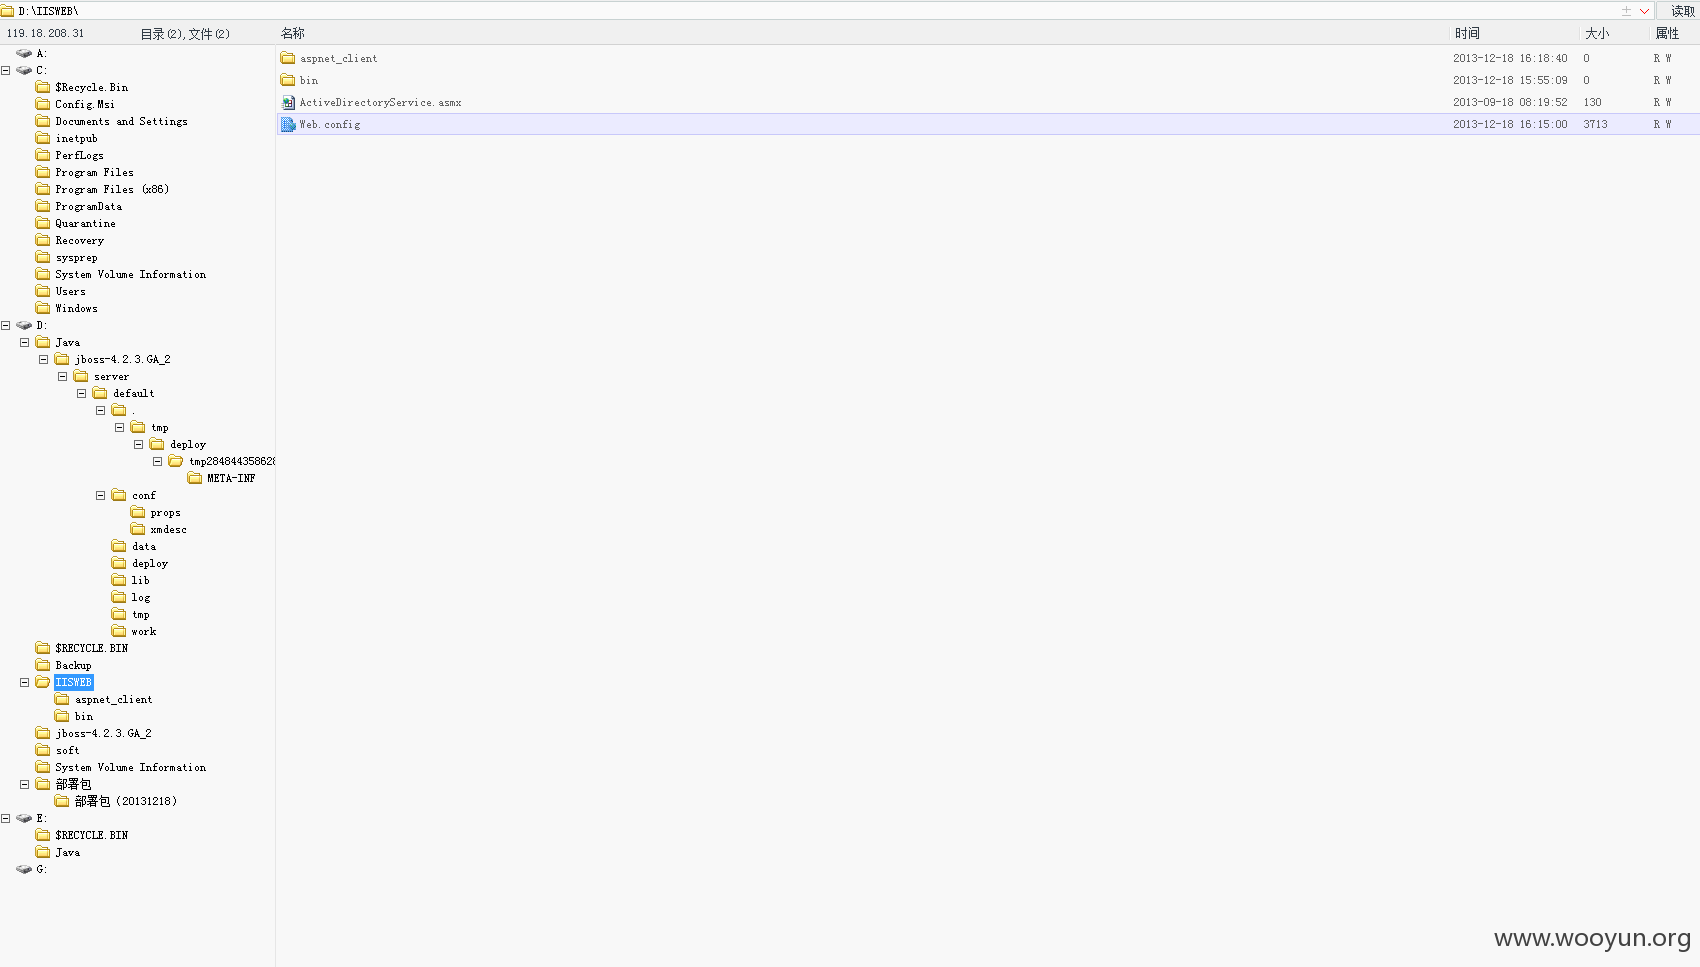 D:\IISWEB\
读取
119.18.208.31
目录(2),文件(2)
名称
时间
大小
属性
A:
C:
$Recycle.Bin
Config.Msi
Documents and Settings
inetpub
PerfLogs
Program Files
Program Files (x86)
ProgramData
Quarantine
Recovery
sysprep
System Volume Information
Users
Windows
D:
Java
jboss-4.2.3.GA_2
server
default
.
tmp
deploy
tmp284844358628
META-INF
conf
props
xmdesc
data
deploy
lib
log
tmp
work
$RECYCLE.BIN
Backup
IISWEB
aspnet_client
bin
jboss-4.2.3.GA_2
soft
System Volume Information
部署包
部署包（20131218）
E:
$RECYCLE.BIN
Java
G:
aspnet_client 2013-12-18 16:18:40 0 R W
bin 2013-12-18 15:55:09 0 R W
ActiveDirectoryService.asmx 2013-09-18 08:19:52 130 R W
Web.config 2013-12-18 16:15:00 3713 R W
www.wooyun.org